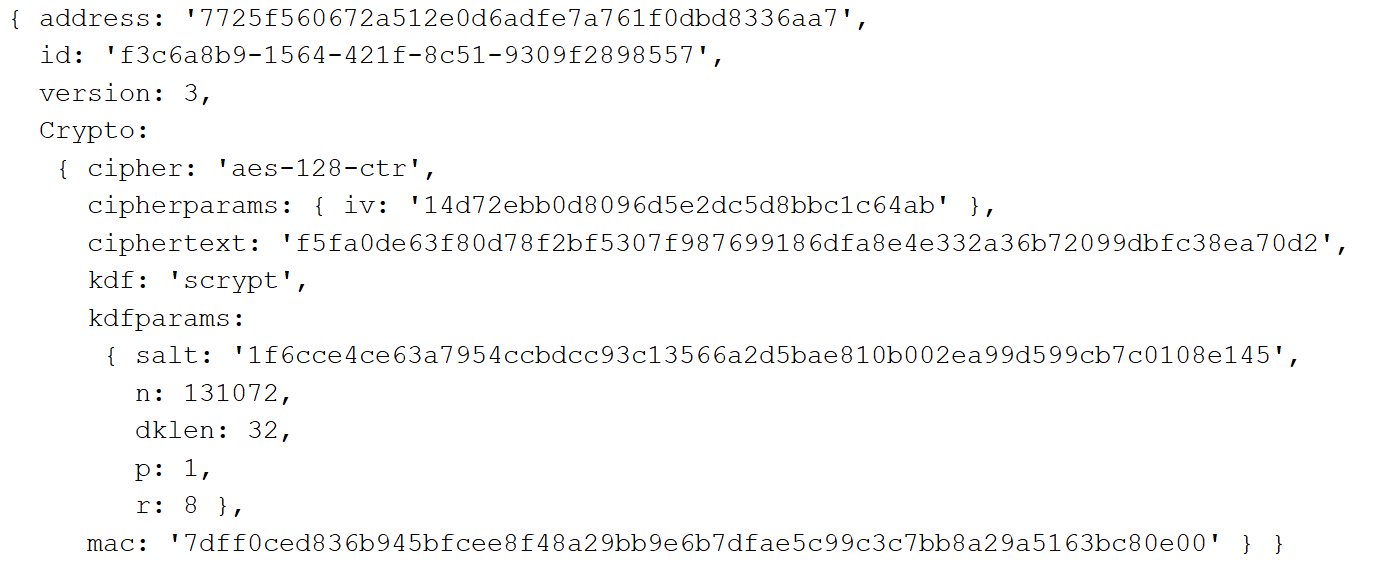 { address: '7725f560672a512e0d6adfe7a761f0dbd8336aa7',
id: 'f3c6a8b9-1564-421f-8c51-9309f2898557',
version: 3,
Crypto:
{ cipher: 'aes-128-ctr',
cipherparams: { iv: '14d72ebb0d8096d5e2dc5d8bbc1c64ab' },
ciphertext: 'f5fa0de63f80d78f2bf5307f987699186dfa8e4e332a36b72099dbfc38ea70d2',
kdf: 'scrypt',
kdfparams:
{ salt: '1f6cce4ce63a7954ccbdcc93c13566a2d5bae810b002ea99d599cb7c0108e145',
n: 131072,
dklen: 32,
p: 1,
r: 8 },
mac: '7dff0ced836b945bfcee8f48a29bb9e6b7dfae5c99c3c7bb8a29a5163bc80e00' } }